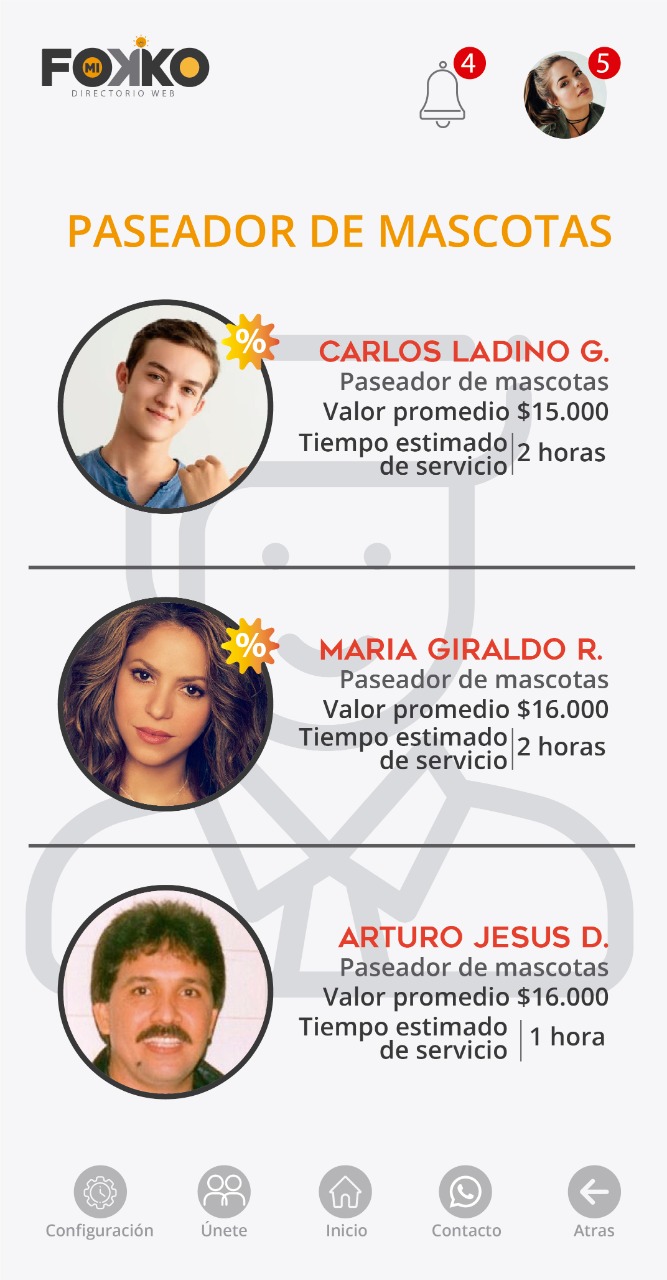 FOKKO
MI
DIRECTORIO WEB
4
5
PASEADOR DE MASCOTAS
%
CARLOS LADINO G.
Paseador de mascotas
Valor promedio $15.000
Tiempo estimado
de servicio
2 horas
%
MARIA GIRALDO R.
Paseador de mascotas
Valor promedio $16.000
Tiempo estimado
de servicio
2 horas
ARTURO JESUS D.
Paseador de mascotas
Valor promedio $16.000
Tiempo estimado
de servicio
1 hora
Configuración
Únete
Inicio
Contacto
Atras